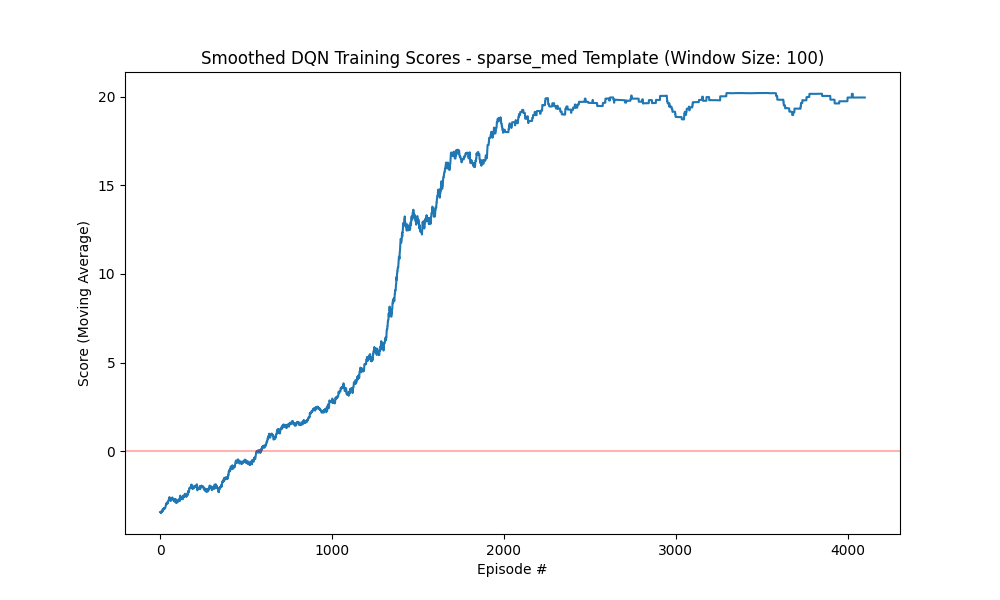 Smoothed DQN Training Scores - sparse_med Template (Window Size: 100)
Score (Moving Average)
20
15
10
5
0
0 1000 2000 3000 4000
Episode #